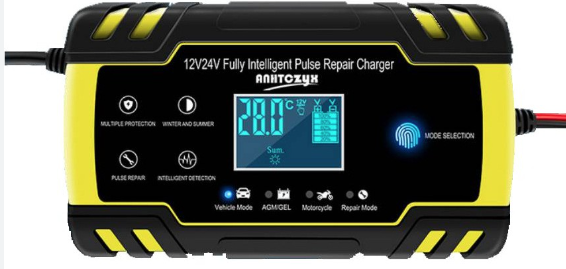 12V24V Fully Intelligent Pulse Repair Charger
ANHTCZYX
MULTIPLE PROTECTION
WINTER AND SUMMER
28.0 °C 12V
Sum.
MODE SELECTION
PULSE REPAIR
INTELLIGENT DETECTION
Vehicle Mode
AGM/GEL
Motorcycle
Repair Mode